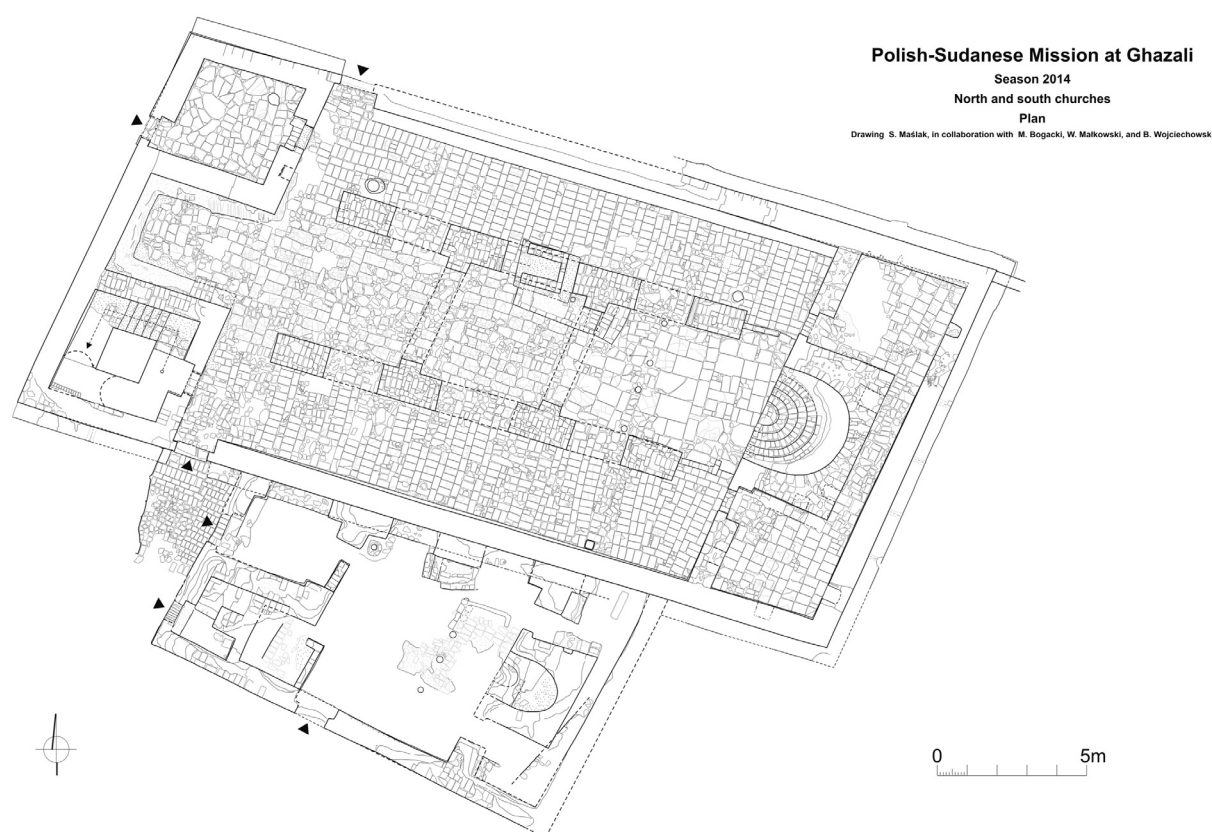 Polish-Sudanese Mission at Ghazali
Season 2014
North and south churches
Plan
Drawing S. Maślak, in collaboration with M. Bogacki, W. Małkowski, and B. Wojciechowsk
0 5m